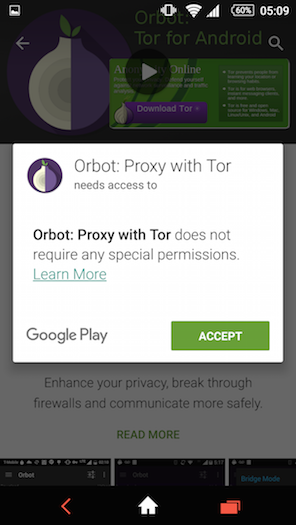 60%
05:09
Orbot:
Tor for Android
Download Tor
Orbot: Proxy with Tor
needs access to
Orbot: Proxy with Tor does not
require any special permissions.
Learn More
Google Play
ACCEPT
Enhance your privacy, break through
firewalls and communicate more safely.
READ MORE
Orbot
Orbot
Bridge Mode